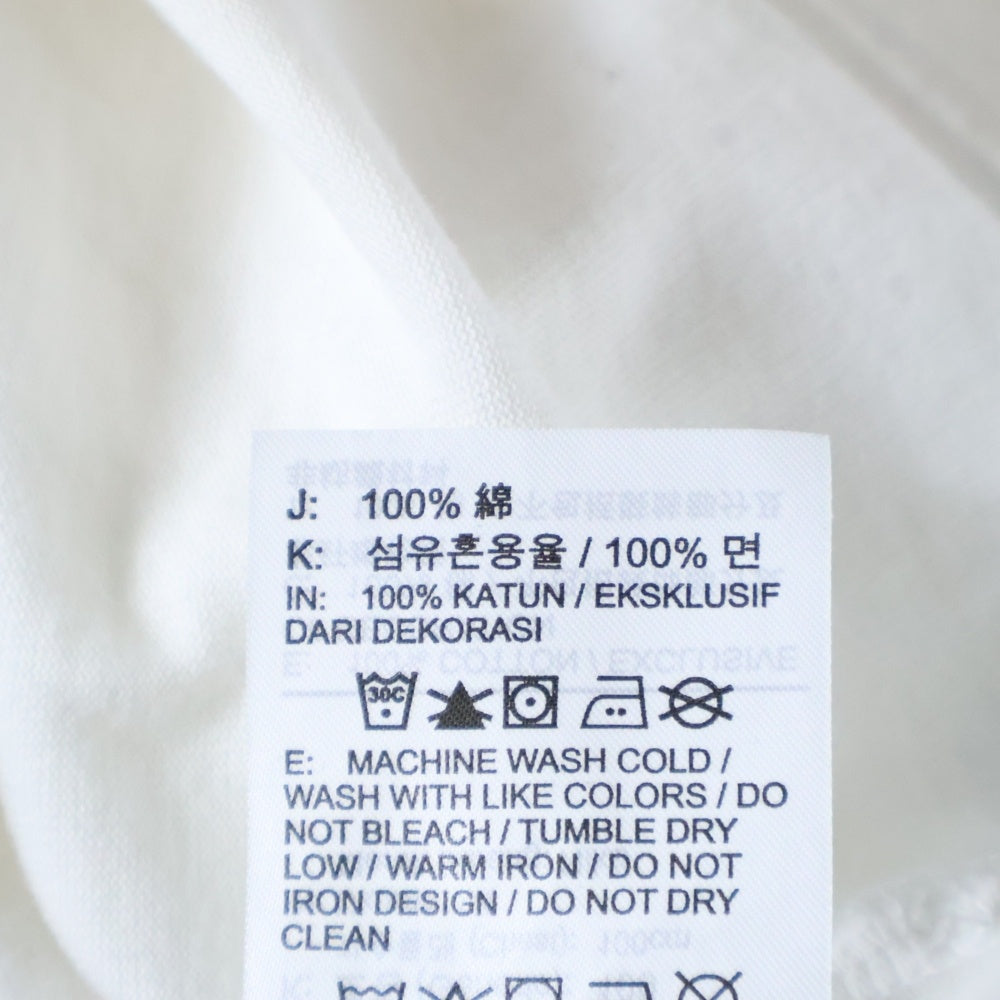 J: 100% 綿
K: 섬유혼용율 / 100% 면
IN: 100% KATUN / EKSKLUSIF
DARI DEKORASI
30C
E: MACHINE WASH COLD /
WASH WITH LIKE COLORS / DO
NOT BLEACH / TUMBLE DRY
LOW / WARM IRON / DO NOT
IRON DESIGN / DO NOT DRY
CLEAN